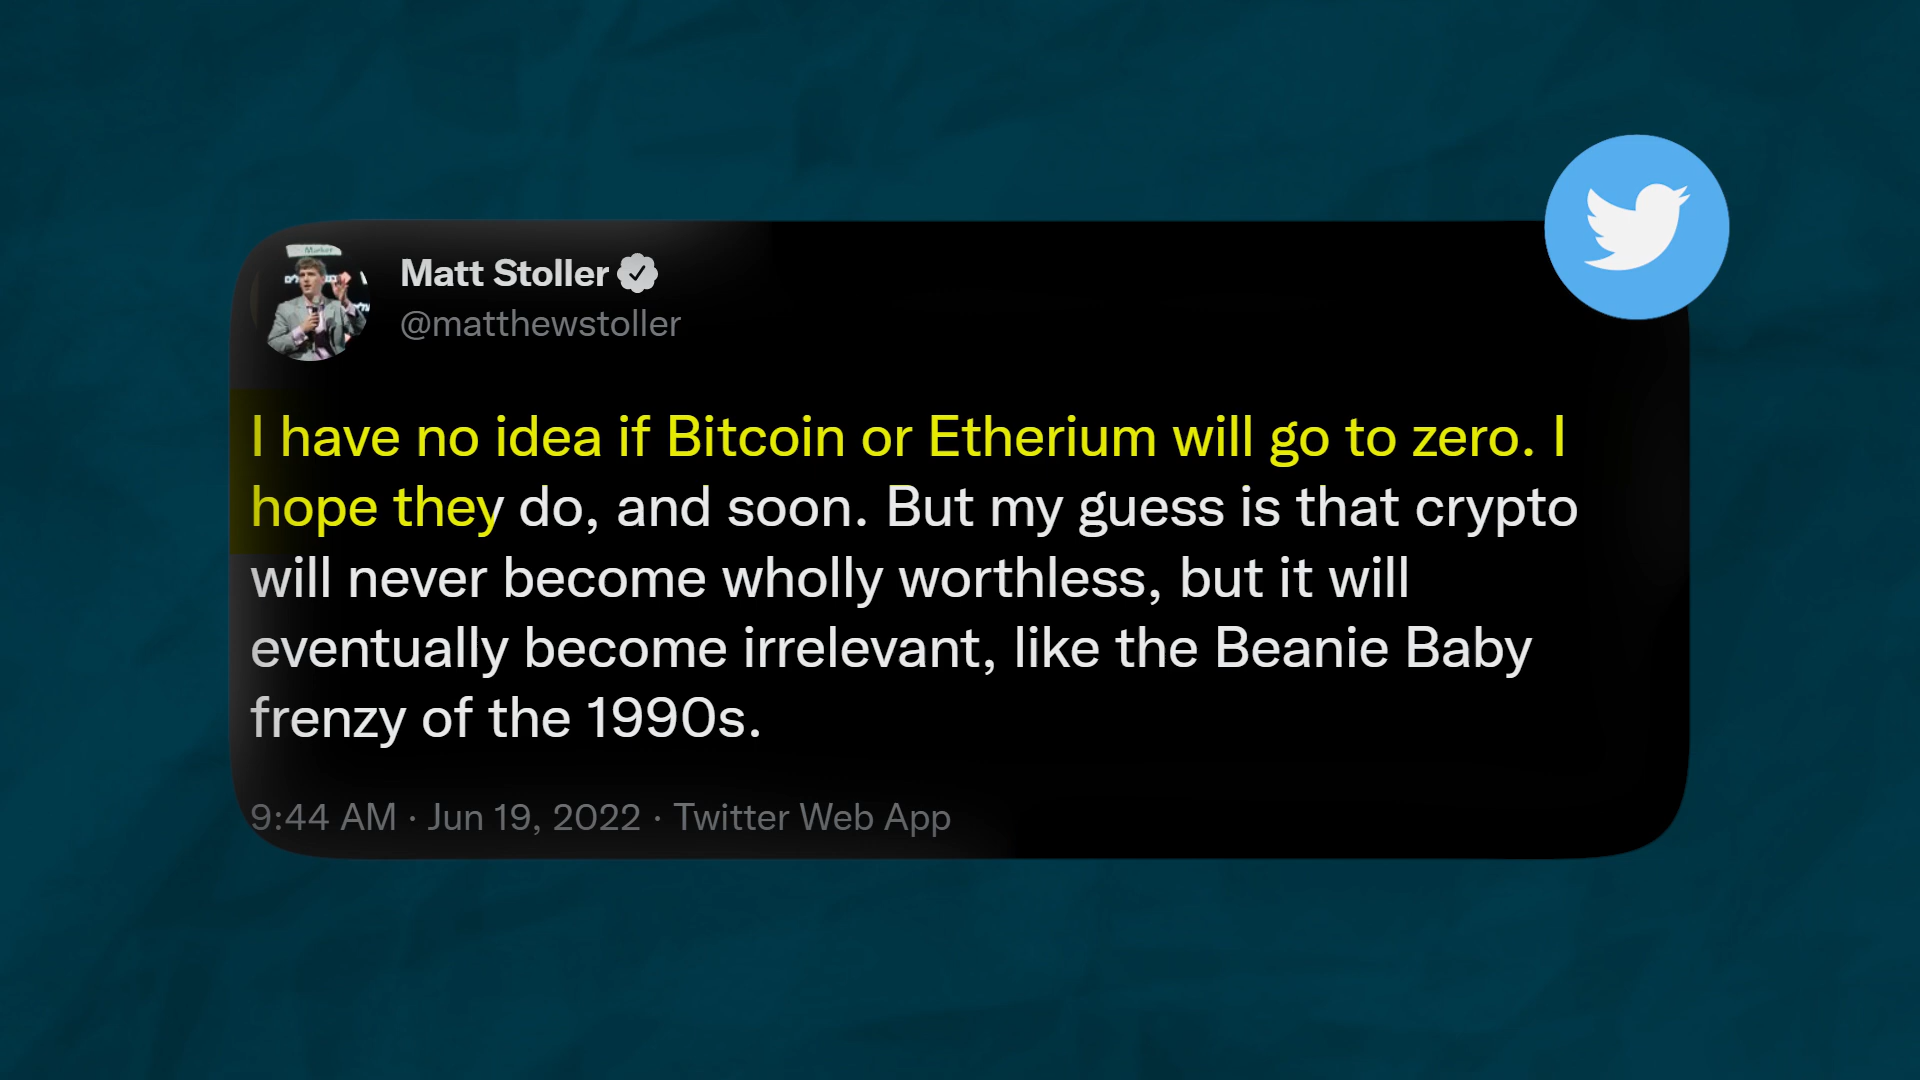 Matt Stoller
@matthewstoller
I have no idea if Bitcoin or Etherium will go to zero. I
hope they do, and soon. But my guess is that crypto
will never become wholly worthless, but it will
eventually become irrelevant, like the Beanie Baby
frenzy of the 1990s.
9:44 AM · Jun 19, 2022 · Twitter Web App